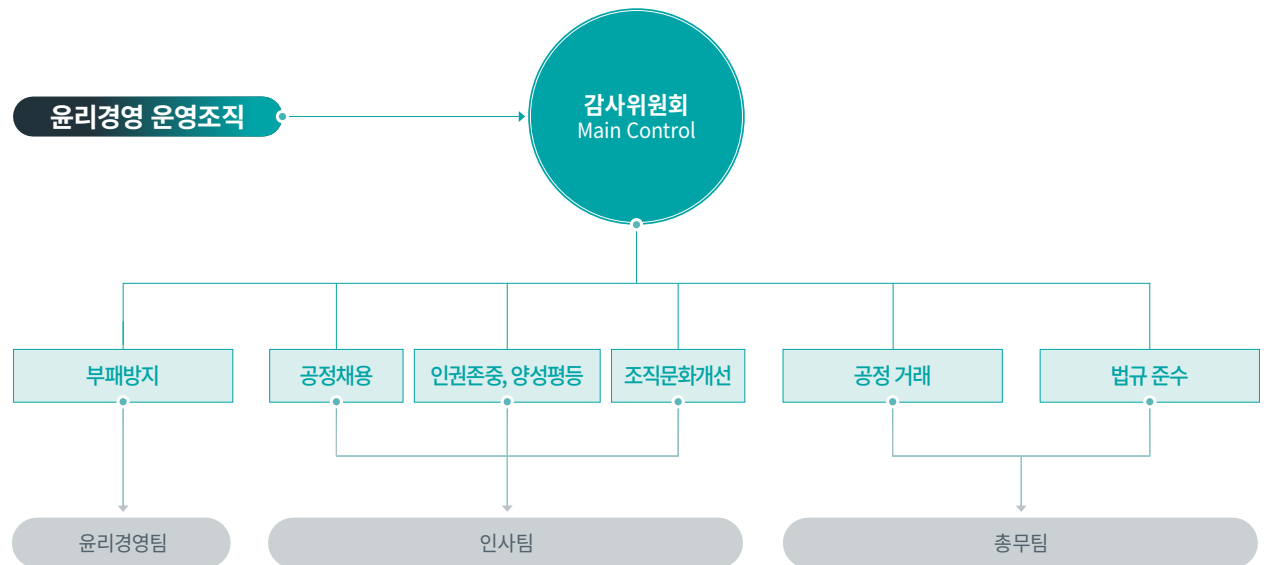 윤리경영 운영조직
감사위원회
Main Control
부패방지
공정채용
인권존중, 양성평등
조직문화개선
공정 거래
법규 준수
윤리경영팀
인사팀
총무팀